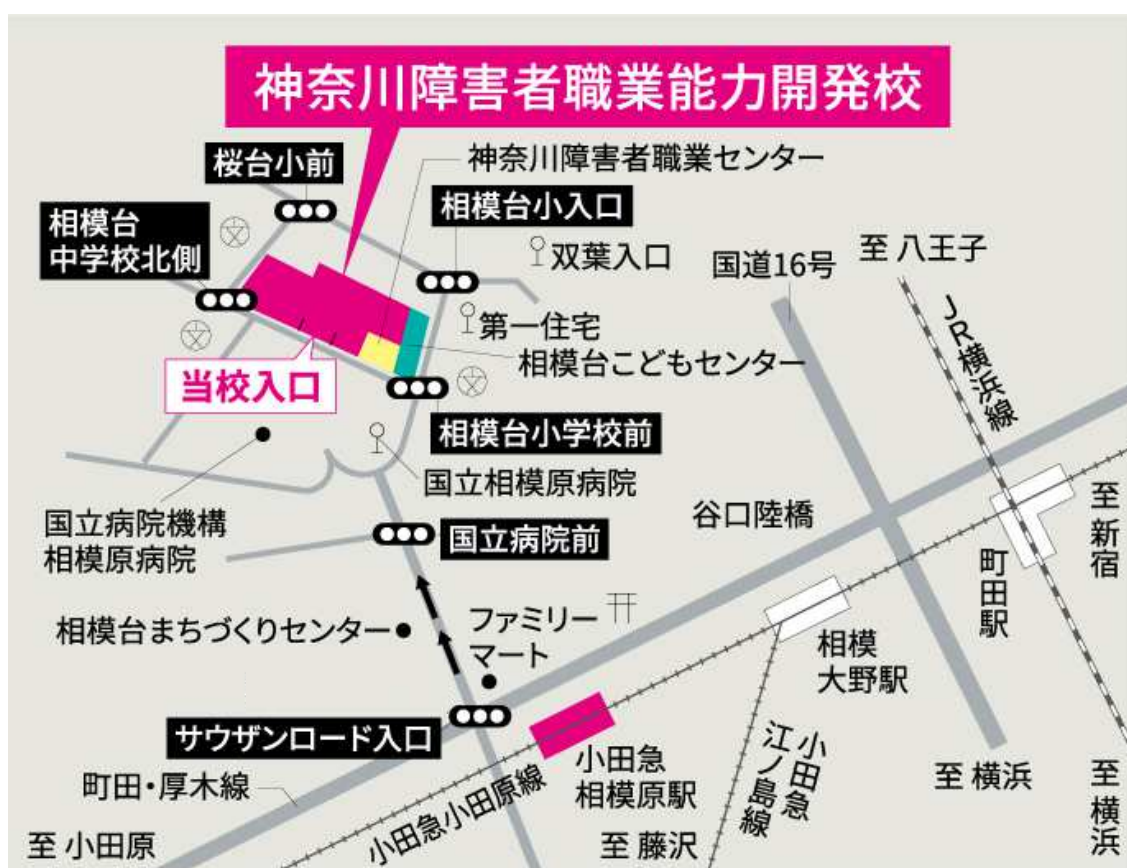 神奈川障害者職業能力開発校
桜台小前
神奈川障害者職業センター
相模台小入口
相模台
中学校北側
双葉入口
国道16号
至 八王子
JR横浜線
第一住宅
相模台こどもセンター
当校入口
相模台小学校前
国立相模原病院
国立病院機構
相模原病院
谷口陸橋
至 新宿
国立病院前
町田駅
相模台まちづくりセンター
ファミリー
マート
相模
大野駅
サウザンロード入口
小田急
相模原駅
小田急
江ノ島線
町田・厚木線
小田急小田原線
至 横浜
至 横浜
至 小田原
至 藤沢